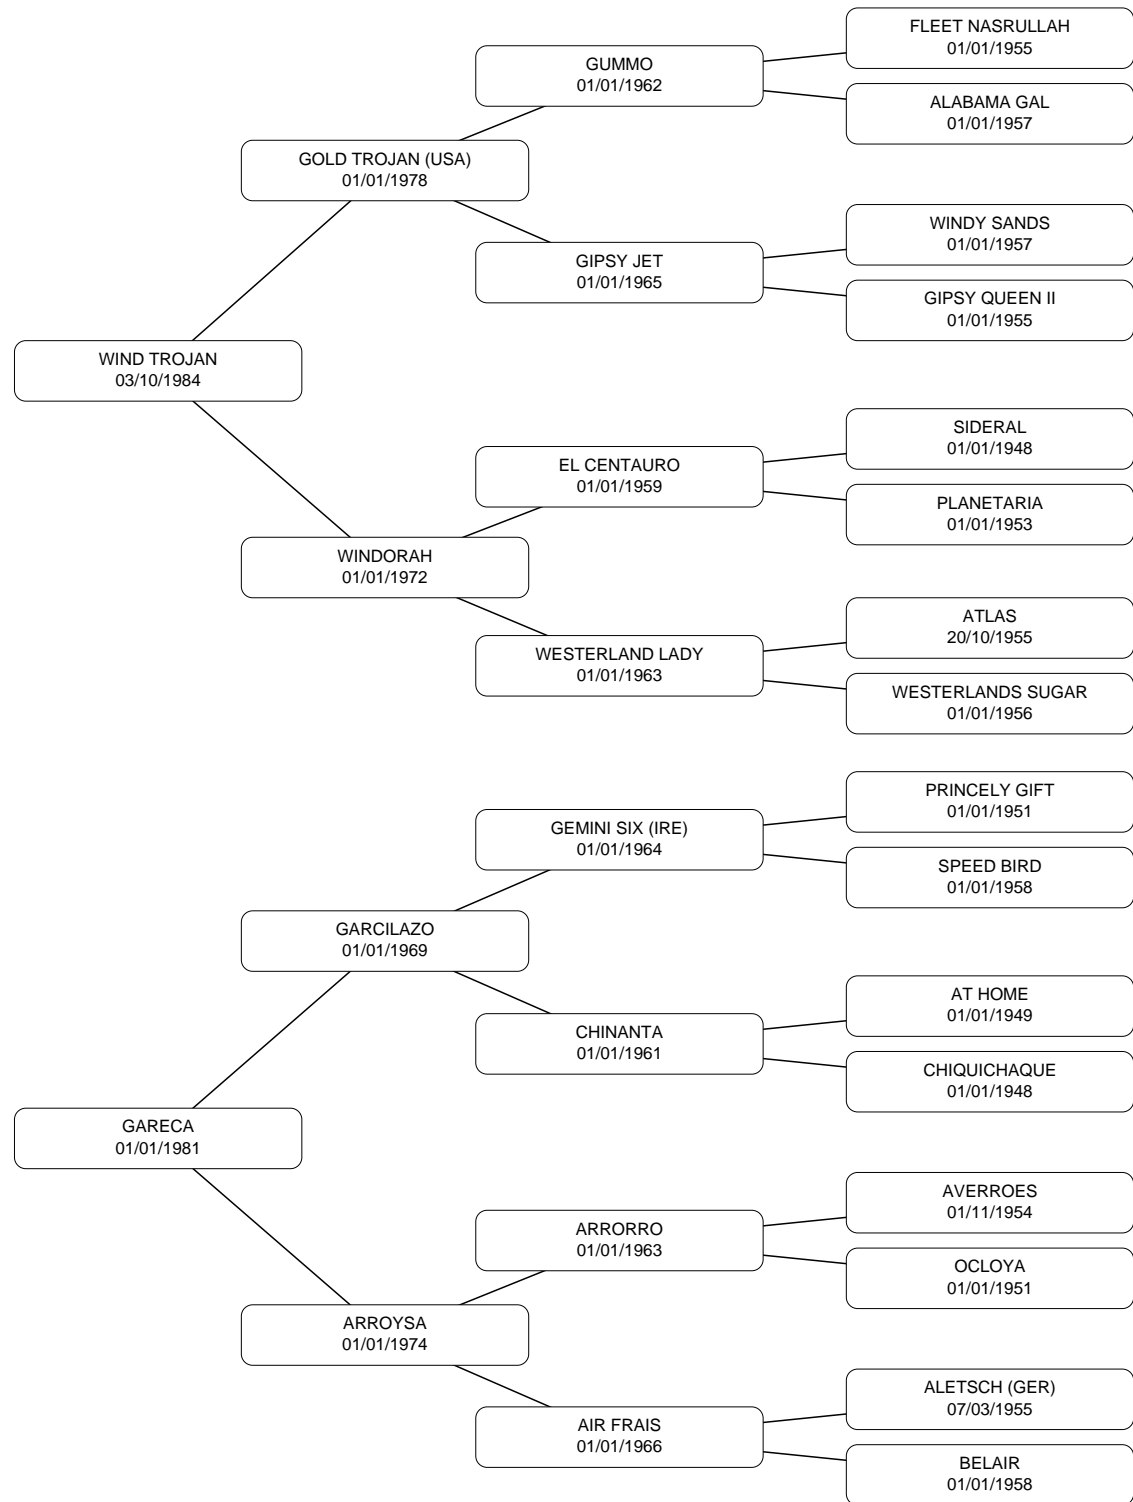 FLEET NASRULLAH
01/01/1955
GUMMO
01/01/1962
ALABAMA GAL
01/01/1957
GOLD TROJAN (USA)
01/01/1978
WINDY SANDS
01/01/1957
GIPSY JET
01/01/1965
GIPSY QUEEN II
01/01/1955
WIND TROJAN
03/10/1984
SIDERAL
01/01/1948
EL CENTAURO
01/01/1959
PLANETARIA
01/01/1953
WINDORAH
01/01/1972
ATLAS
20/10/1955
WESTERLAND LADY
01/01/1963
WESTERLANDS SUGAR
01/01/1956
PRINCELY GIFT
01/01/1951
GEMINI SIX (IRE)
01/01/1964
SPEED BIRD
01/01/1958
GARCILAZO
01/01/1969
AT HOME
01/01/1949
CHINANTA
01/01/1961
CHIQUICHAQUE
01/01/1948
GARECA
01/01/1981
AVERROES
01/11/1954
ARRORRO
01/01/1963
OCLOYA
01/01/1951
ARROYSA
01/01/1974
ALETSCH (GER)
07/03/1955
AIR FRAIS
01/01/1966
BELAIR
01/01/1958